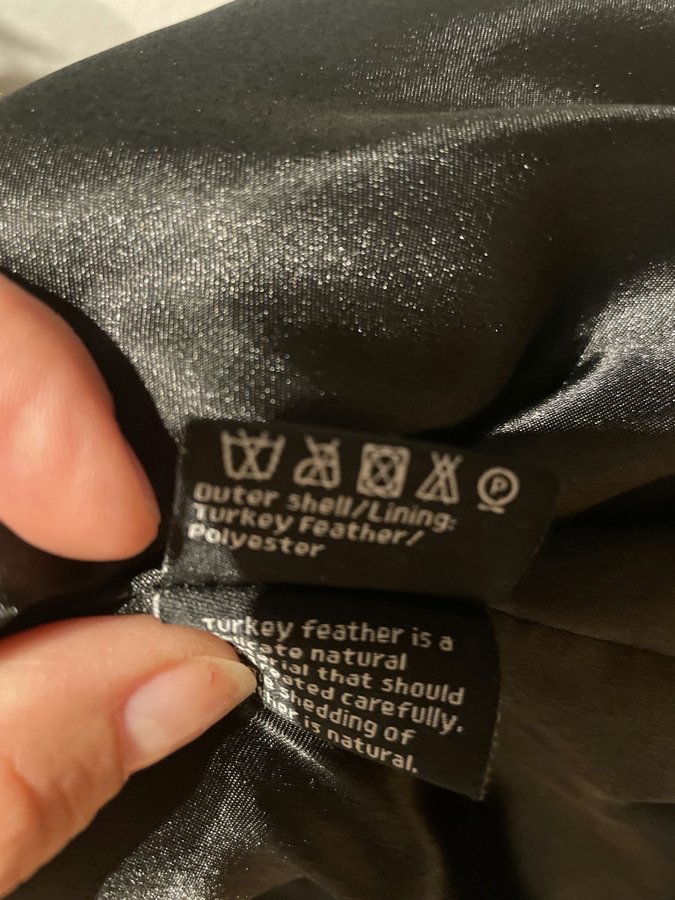 P
Outer shell/Lining:
Turkey Feather/
Polyester
Turkey feather is a
natural
that should
carefully.
shedding of
is natural.